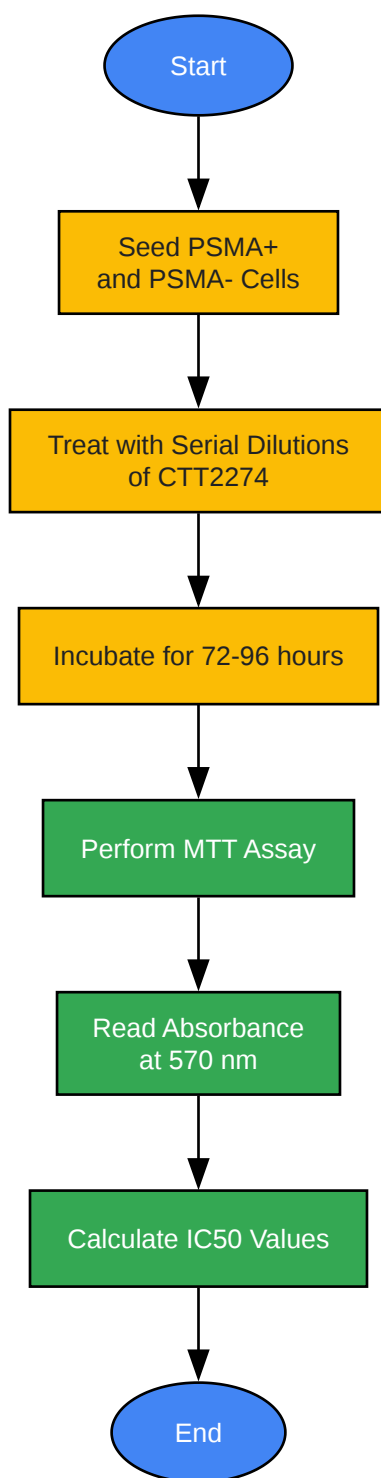 Start
Seed PSMA+
and PSMA- Cells
Treat with Serial Dilutions
of CTT2274
Incubate for 72-96 hours
Perform MTT Assay
Read Absorbance
at 570 nm
Calculate IC50 Values
End